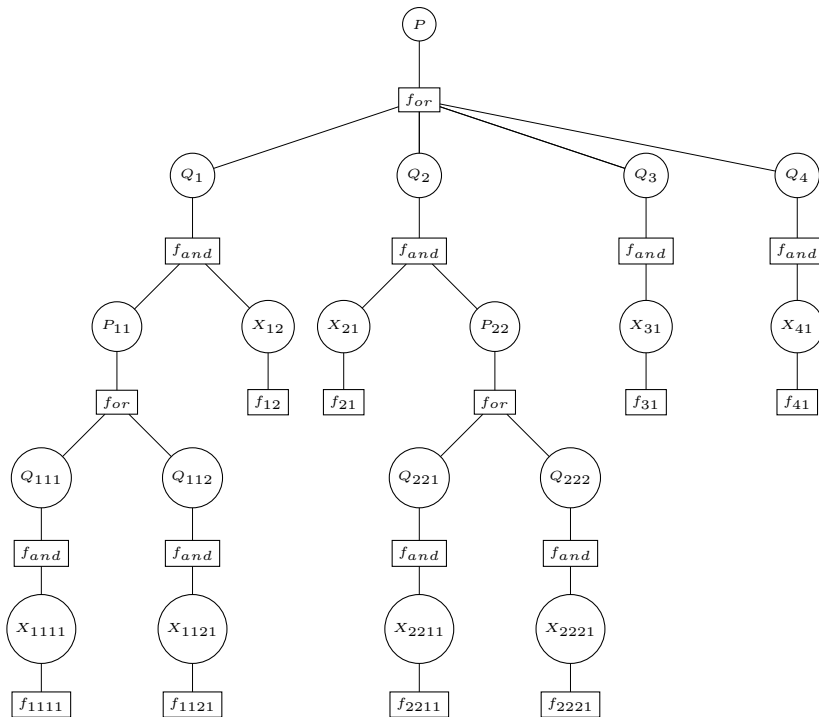 P
f_or
Q_1 Q_2 Q_3 Q_4
f_and f_and f_and f_and
P_11 X_12 X_21 P_22 X_31 X_41
f_or f_12 f_21 f_or f_31 f_41
Q_111 Q_112 Q_221 Q_222
f_and f_and f_and f_and
X_1111 X_1121 X_2211 X_2221
f_1111 f_1121 f_2211 f_2221